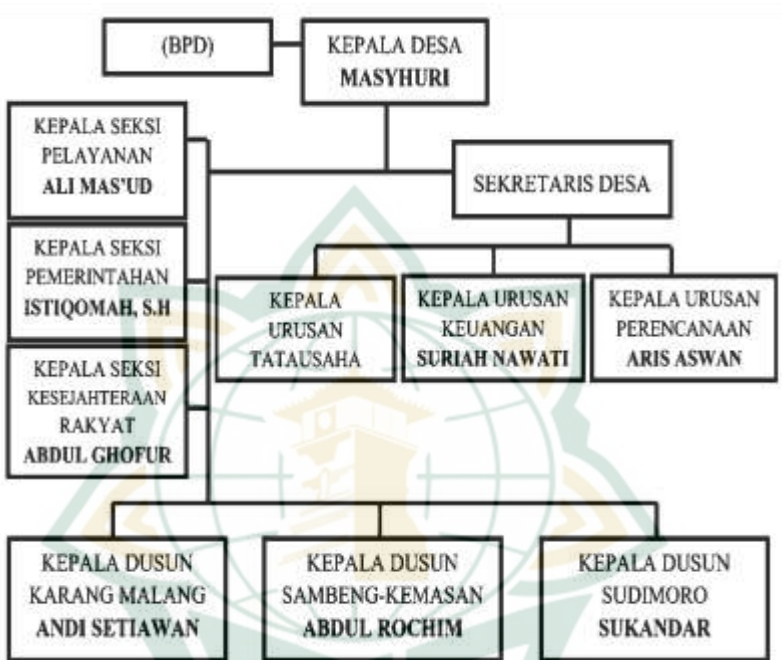 (BPD)
KEPALA DESA
MASYHURI
KEPALA SEKSI
PELAYANAN
ALI MAS'UD
SEKRETARIS DESA
KEPALA SEKSI
PEMERINTAHAN
ISTIQOMAH, S.H
KEPALA
URUSAN
TATAUSAHA
KEPALA URUSAN
KEUANGAN
SURIAH NAWATI
KEPALA URUSAN
PERENCANAAN
ARIS ASWAN
KEPALA SEKSI
KESEJAHTERAAN
RAKYAT
ABDUL GHOFUR
KEPALA DUSUN
KARANG MALANG
ANDI SETIAWAN
KEPALA DUSUN
SAMBENG-KEMASAN
ABDUL ROCHIM
KEPALA DUSUN
SUDIMORO
SUKANDAR